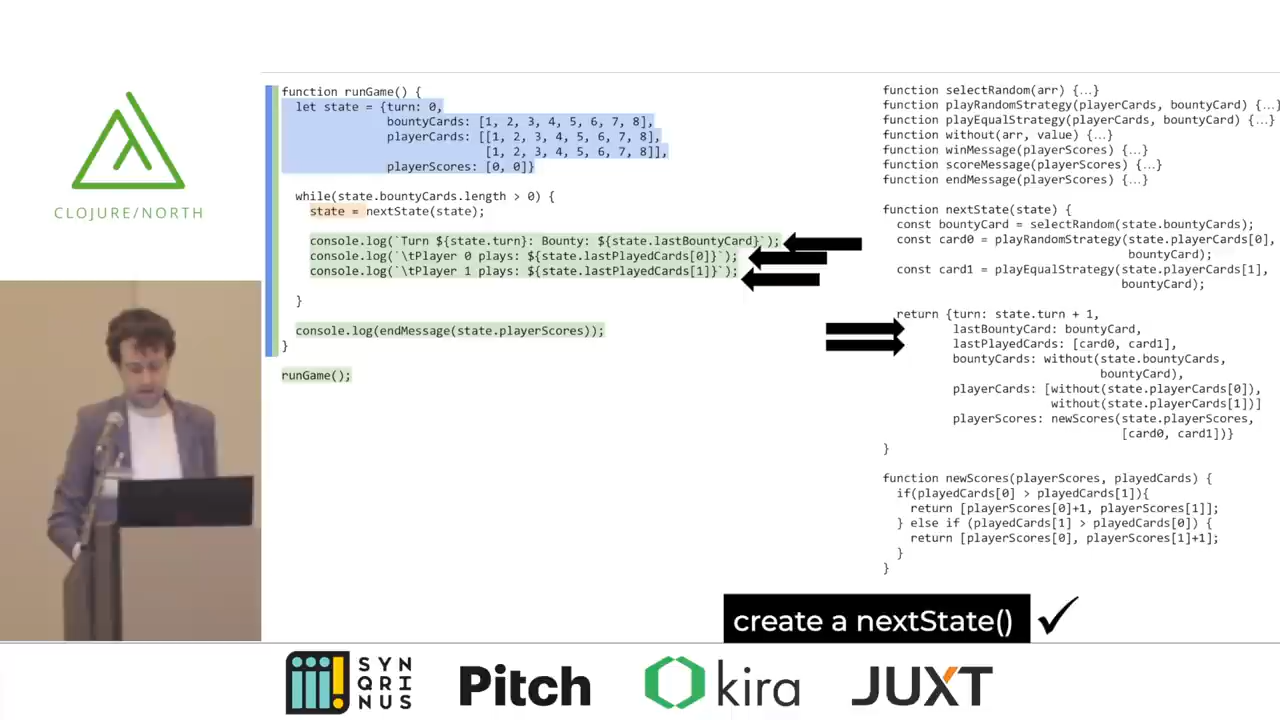 CLOJURE/NORTH
function runGame() {
let state = {turn: 0,
bountyCards: [1, 2, 3, 4, 5, 6, 7, 8],
playerCards: [[1, 2, 3, 4, 5, 6, 7, 8],
[1, 2, 3, 4, 5, 6, 7, 8]],
playerScores: [0, 0]}
while(state.bountyCards.length > 0) {
state = nextState(state);
console.log(`Turn ${state.turn}: Bounty: ${state.lastBountyCard}`);
console.log(`\tPlayer 0 plays: ${state.lastPlayedCards[0]}`);
console.log(`\tPlayer 1 plays: ${state.lastPlayedCards[1]}`);
}
console.log(endMessage(state.playerScores));
}
runGame();
function selectRandom(arr) {...}
function playRandomStrategy(playerCards, bountyCard) {...
function playEqualStrategy(playerCards, bountyCard) {...}
function without(arr, value) {...}
function winMessage(playerScores) {...}
function scoreMessage(playerScores) {...}
function endMessage(playerScores) {...}
function nextState(state) {
const bountyCard = selectRandom(state.bountyCards);
const card0 = playRandomStrategy(state.playerCards[0],
bountyCard);
const card1 = playEqualStrategy(state.playerCards[1],
bountyCard);
return {turn: state.turn + 1,
lastBountyCard: bountyCard,
lastPlayedCards: [card0, card1],
bountyCards: without(state.bountyCards,
bountyCard),
playerCards: [without(state.playerCards[0]),
without(state.playerCards[1])]
playerScores: newScores(state.playerScores,
[card0, card1])}
}
function newScores(playerScores, playedCards) {
if(playedCards[0] > playedCards[1]){
return [playerScores[0]+1, playerScores[1]];
} else if (playedCards[1] > playedCards[0]) {
return [playerScores[0], playerScores[1]+1];
}
}
create a nextState()
SYN
QRI
NUS
Pitch
kira
JUXT